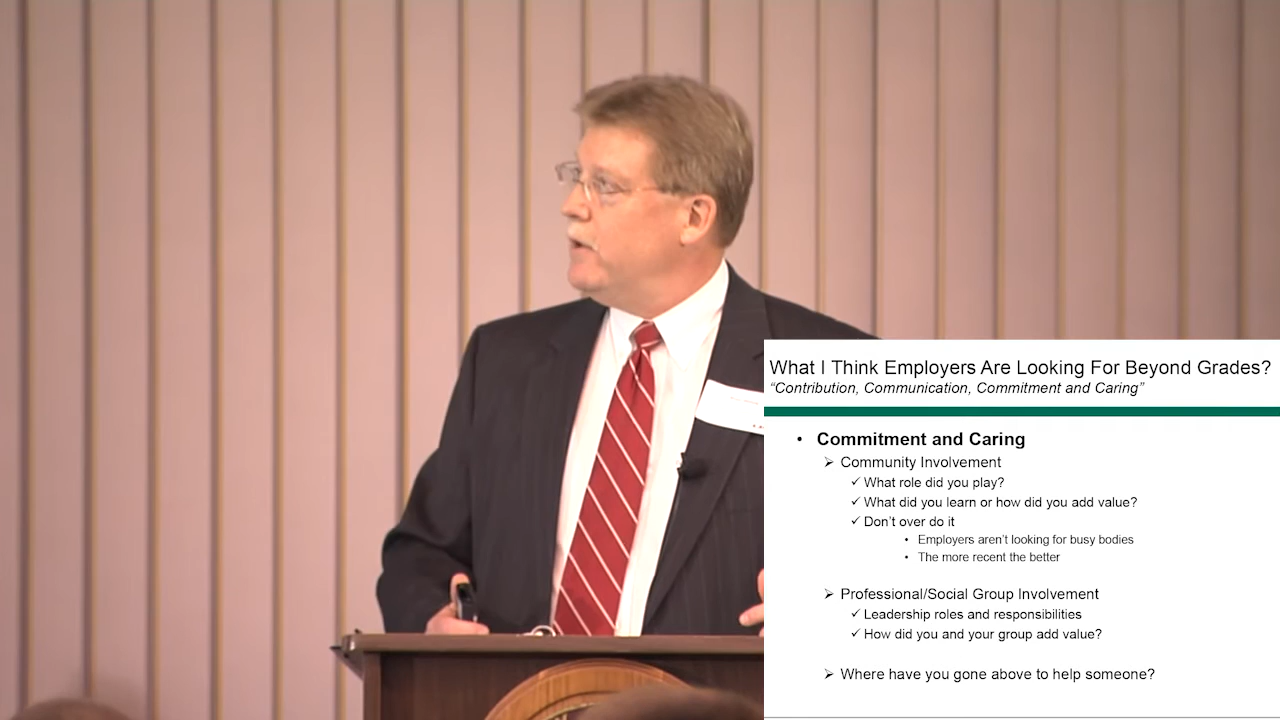 What I Think Employers Are Looking For Beyond Grades?
“Contribution, Communication, Commitment and Caring”
• Commitment and Caring
➢ Community Involvement
✓ What role did you play?
✓ What did you learn or how did you add value?
✓ Don’t over do it
• Employers aren’t looking for busy bodies
• The more recent the better
➢ Professional/Social Group Involvement
✓ Leadership roles and responsibilities
✓ How did you and your group add value?
➢ Where have you gone above to help someone?